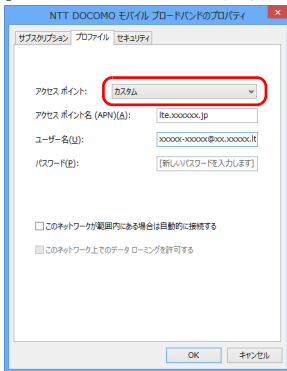 NTT DOCOMO モバイル ブロードバンドのプロパティ
サブスクリプション プロファイル セキュリティ
アクセス ポイント: カスタム
アクセス ポイント名 (APN)(A): lte.xxxxxx.jp
ユーザー名(U): xxxxx-xxxxx@xx.xxxxx.lt
パスワード(P): [新しいパスワードを入力します]
このネットワークが範囲内にある場合は自動的に接続する
このネットワーク上でのデータ ローミングを許可する
OK キャンセル